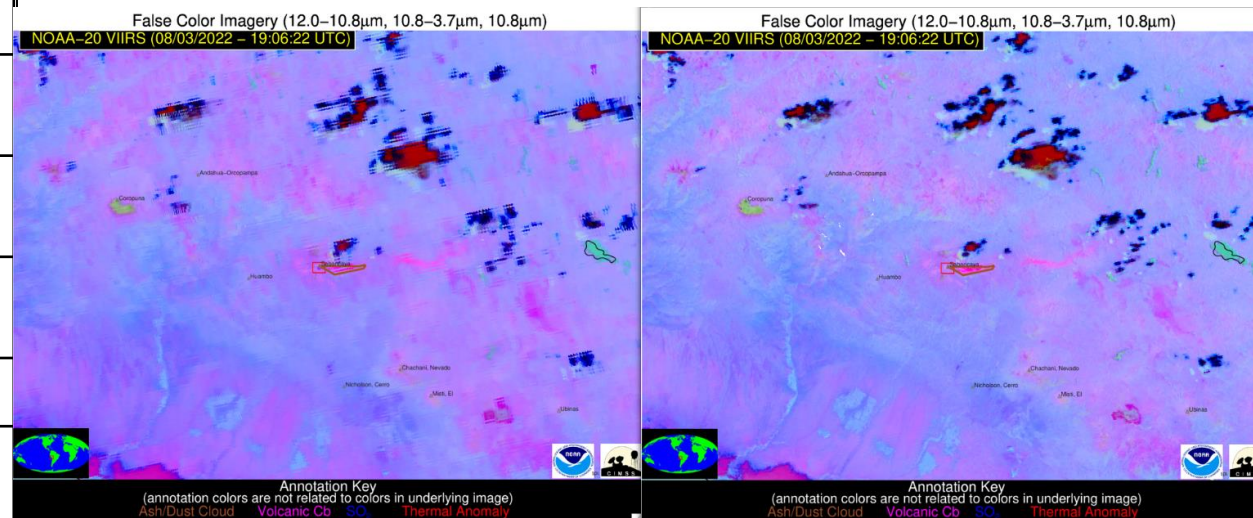 False Color Imagery (12.0−10.8μm, 10.8−3.7μm, 10.8μm)
NOAA−20 VIIRS (08/03/2022 − 19:06:22 UTC)
Andahua−Orcopampa
Coropuna
Sabancaya
Huambo
Chachani, Nevado
Nicholson, Cerro
Misti, El
Ubinas
NOAA
CIMSS
Annotation Key
(annotation colors are not related to colors in underlying image)
Ash/Dust Cloud Volcanic Cb SO₂ Thermal Anomaly
False Color Imagery (12.0−10.8μm, 10.8−3.7μm, 10.8μm)
NOAA−20 VIIRS (08/03/2022 − 19:06:22 UTC)
Andahua−Orcopampa
Coropuna
Sabancaya
Huambo
Chachani, Nevado
Nicholson, Cerro
Misti, El
Ubinas
NOAA
Annotation Key
(annotation colors are not related to colors in underlying image)
Ash/Dust Cloud Volcanic Cb SO₂ Thermal Anomaly